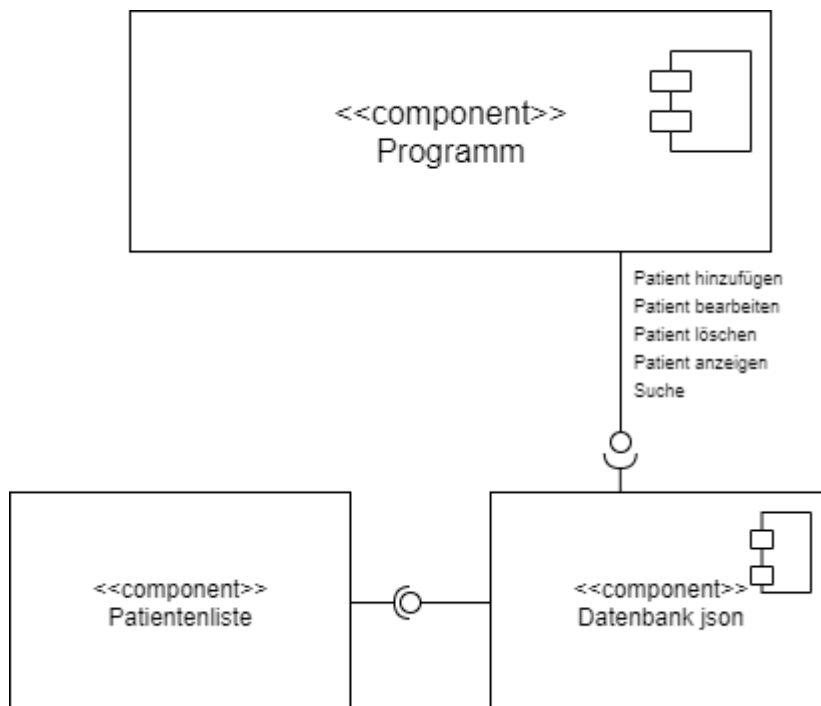 <<component>>
Programm
Patient hinzufügen
Patient bearbeiten
Patient löschen
Patient anzeigen
Suche
<<component>>
Patientenliste
<<component>>
Datenbank json